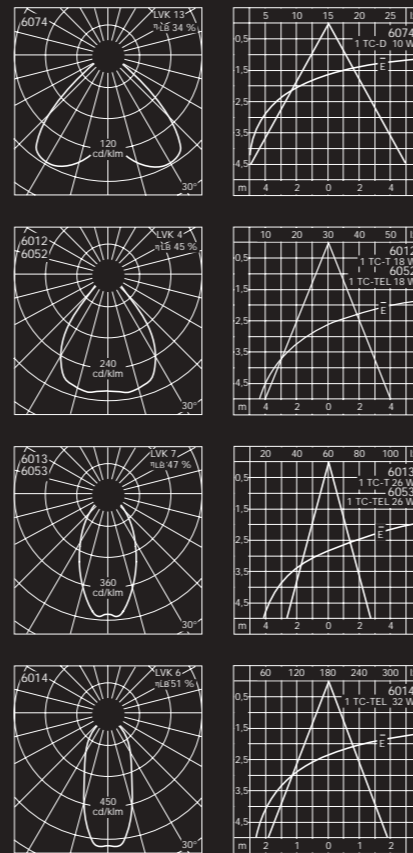 6074
LVK 13
ηLB 34 %
120
cd/klm
30°
5 10 15 20 25
0,5
1,5
2,5
3,5
4,5
6074
1 TC-D 10 W
E
m 4 2 0 2 4
6012
6052
LVK 4
ηLB 45 %
240
cd/klm
30°
10 20 30 40 50
0,5
1,5
2,5
3,5
4,5
6012
1 TC-T 18 W
6052
1 TC-TEL 18 W
E
m 4 2 0 2 4
6013
6053
LVK 7
ηLB 47 %
360
cd/klm
30°
20 40 60 80 100
0,5
1,5
2,5
3,5
4,5
6013
1 TC-T 26 W
6053
1 TC-TEL 26 W
E
m 4 2 0 2 4
6014
LVK 6
ηLB 51 %
450
cd/klm
30°
60 120 180 240 300
0,5
1,5
2,5
3,5
4,5
6014
1 TC-TEL 32 W
E
m 4 2 0 2 4